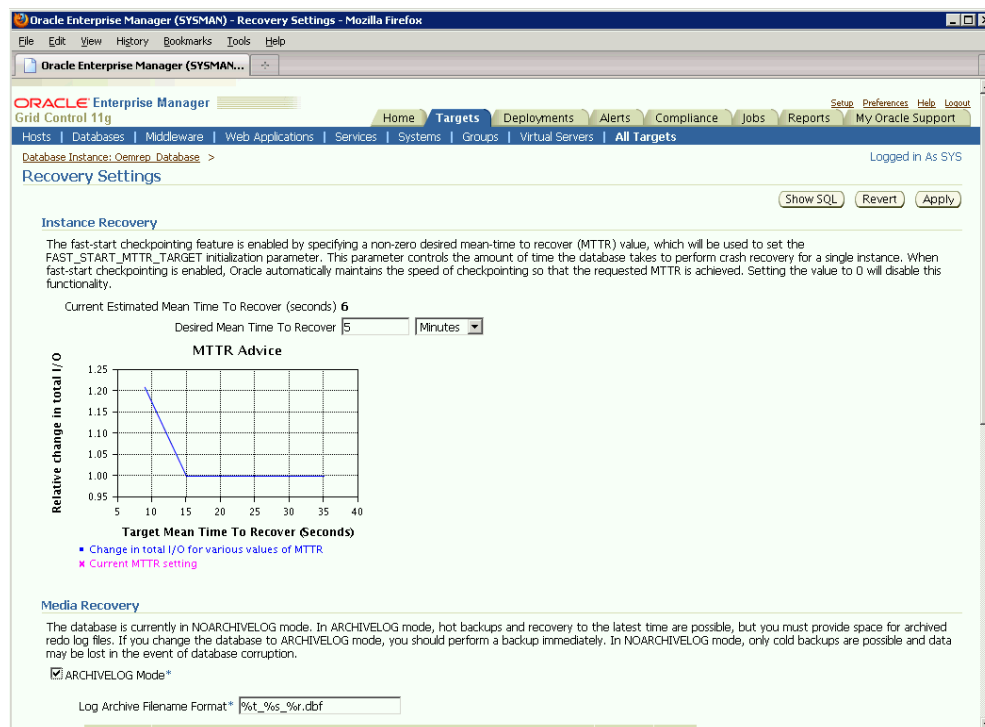 Oracle Enterprise Manager (SYSMAN) - Recovery Settings - Mozilla Firefox
File Edit View History Bookmarks Tools Help
Oracle Enterprise Manager (SYSMAN...
ORACLE Enterprise Manager
Grid Control 11g
Setup Preferences Help Logout
Home Targets Deployments Alerts Compliance Jobs Reports My Oracle Support
Hosts | Databases | Middleware | Web Applications | Services | Systems | Groups | Virtual Servers | All Targets
Database Instance: Oemrep_Database >
Logged in As SYS
Recovery Settings
Show SQL Revert Apply
Instance Recovery
The fast-start checkpointing feature is enabled by specifying a non-zero desired mean-time to recover (MTTR) value, which will be used to set the
FAST_START_MTTR_TARGET initialization parameter. This parameter controls the amount of time the database takes to perform crash recovery for a single instance. When
fast-start checkpointing is enabled, Oracle automatically maintains the speed of checkpointing so that the requested MTTR is achieved. Setting the value to 0 will disable this
functionality.
Current Estimated Mean Time To Recover (seconds) 6
Desired Mean Time To Recover 5 Minutes
MTTR Advice
Relative change in total I/O
1.25
1.20
1.15
1.10
1.05
1.00
0.95
5 10 15 20 25 30 35 40
Target Mean Time To Recover (Seconds)
Change in total I/O for various values of MTTR
Current MTTR setting
Media Recovery
The database is currently in NOARCHIVELOG mode. In ARCHIVELOG mode, hot backups and recovery to the latest time are possible, but you must provide space for archived
redo log files. If you change the database to ARCHIVELOG mode, you should perform a backup immediately. In NOARCHIVELOG mode, only cold backups are possible and data
may be lost in the event of database corruption.
ARCHIVELOG Mode*
Log Archive Filename Format* %t_%s_%r.dbf